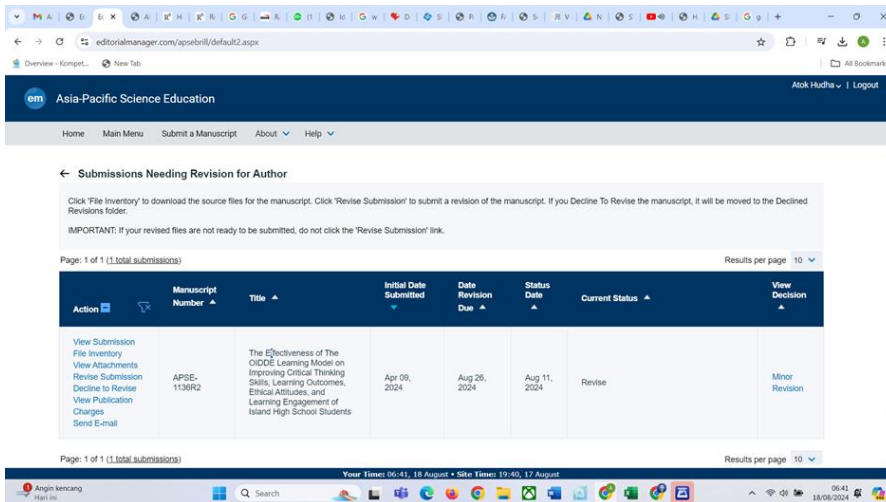 editorialmanager.com/apsebrill/default2.aspx
Overview - Kompet... New Tab All Bookmark
em Asia-Pacific Science Education Atok Hudha | Logout
Home Main Menu Submit a Manuscript About Help
← Submissions Needing Revision for Author
Click 'File Inventory' to download the source files for the manuscript. Click 'Revise Submission' to submit a revision of the manuscript. If you Decline To Revise the manuscript, it will be moved to the Declined
Revisions folder.
IMPORTANT: If your revised files are not ready to be submitted, do not click the 'Revise Submission' link.
Page: 1 of 1 (1 total submissions) Results per page 10
Action
Manuscript
Number
Title
Initial Date
Submitted
Date
Revision
Due
Status
Date
Current Status
View
Decision
View Submission
File Inventory
View Attachments
Revise Submission
Decline to Revise
View Publication
Charges
Send E-mail
APSE-
1136R2
The Effectiveness of The
OIDDE Learning Model on
Improving Critical Thinking
Skills, Learning Outcomes,
Ethical Attitudes, and
Learning Engagement of
Island High School Students
Apr 09,
2024
Aug 26,
2024
Aug 11,
2024
Revise
Minor
Revision
Page: 1 of 1 (1 total submissions) Results per page 10
Your Time: 06:41, 18 August • Site Time: 19:40, 17 August
Angin kencang
Hari ini
Search
06:41
18/08/2024